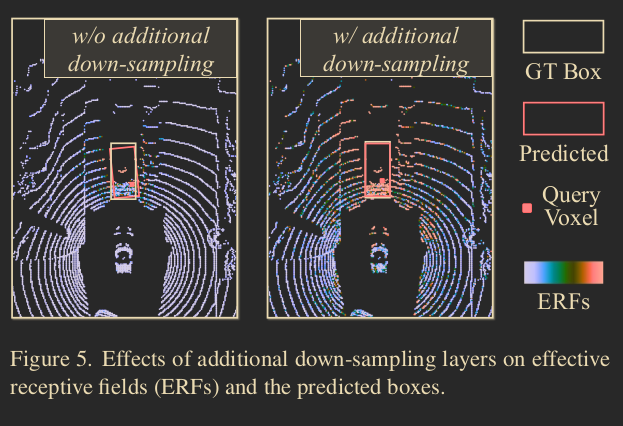 w/o additional
down-sampling
w/ additional
down-sampling
GT Box
Predicted
Query
Voxel
ERFs
Figure 5. Effects of additional down-sampling layers on effective
receptive fields (ERFs) and the predicted boxes.